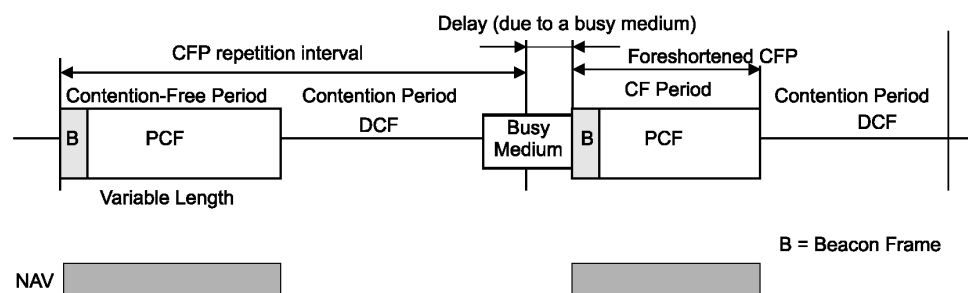 Delay (due to a busy medium)
CFP repetition interval
Foreshortened CFP
Contention-Free Period
Contention Period
CF Period
Contention Period
B
PCF
DCF
Busy
Medium
B
PCF
DCF
Variable Length
B = Beacon Frame
NAV